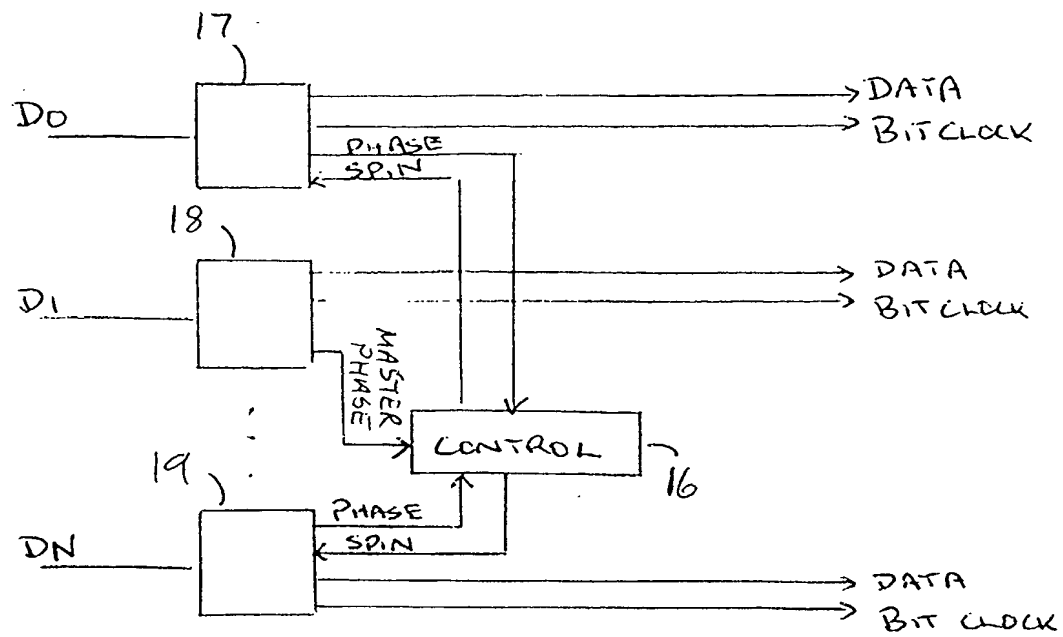 17
D0
DATA
BIT CLOCK
PHASE
SPIN
18
D1
DATA
BIT CLOCK
MASTER
PHASE
CONTROL
16
19
DN
PHASE
SPIN
DATA
BIT CLOCK